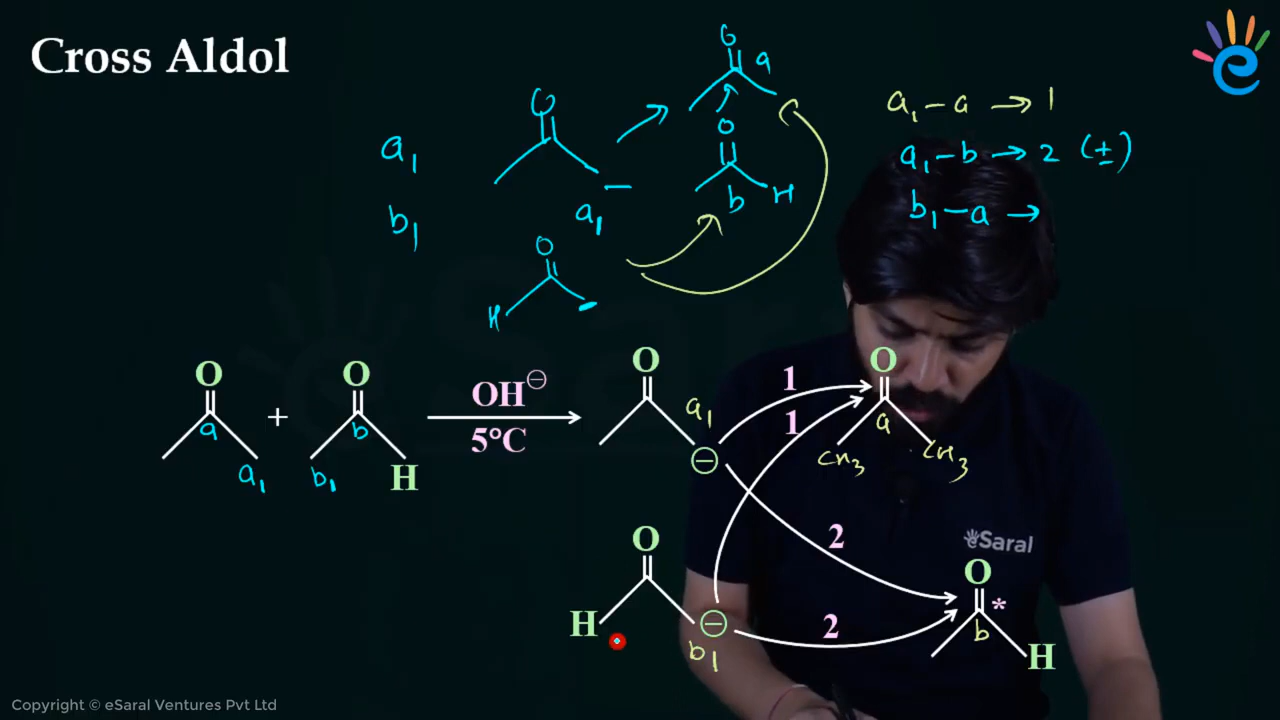 Cross Aldol
O
a
O
a₁
a₁
O
b
H
b₁
O
H
a₁ – a → 1
a₁ – b → 2 (±)
b₁ – a →
O
a
a₁
+
O
b
b₁
H
OH⊖
5°C
O
a₁
⊖
1
1
O
a
CH₃
CH₃
2
O
H
⊖
b₁
2
O
*
b
H
eSaral
Copyright © eSaral Ventures Pvt Ltd